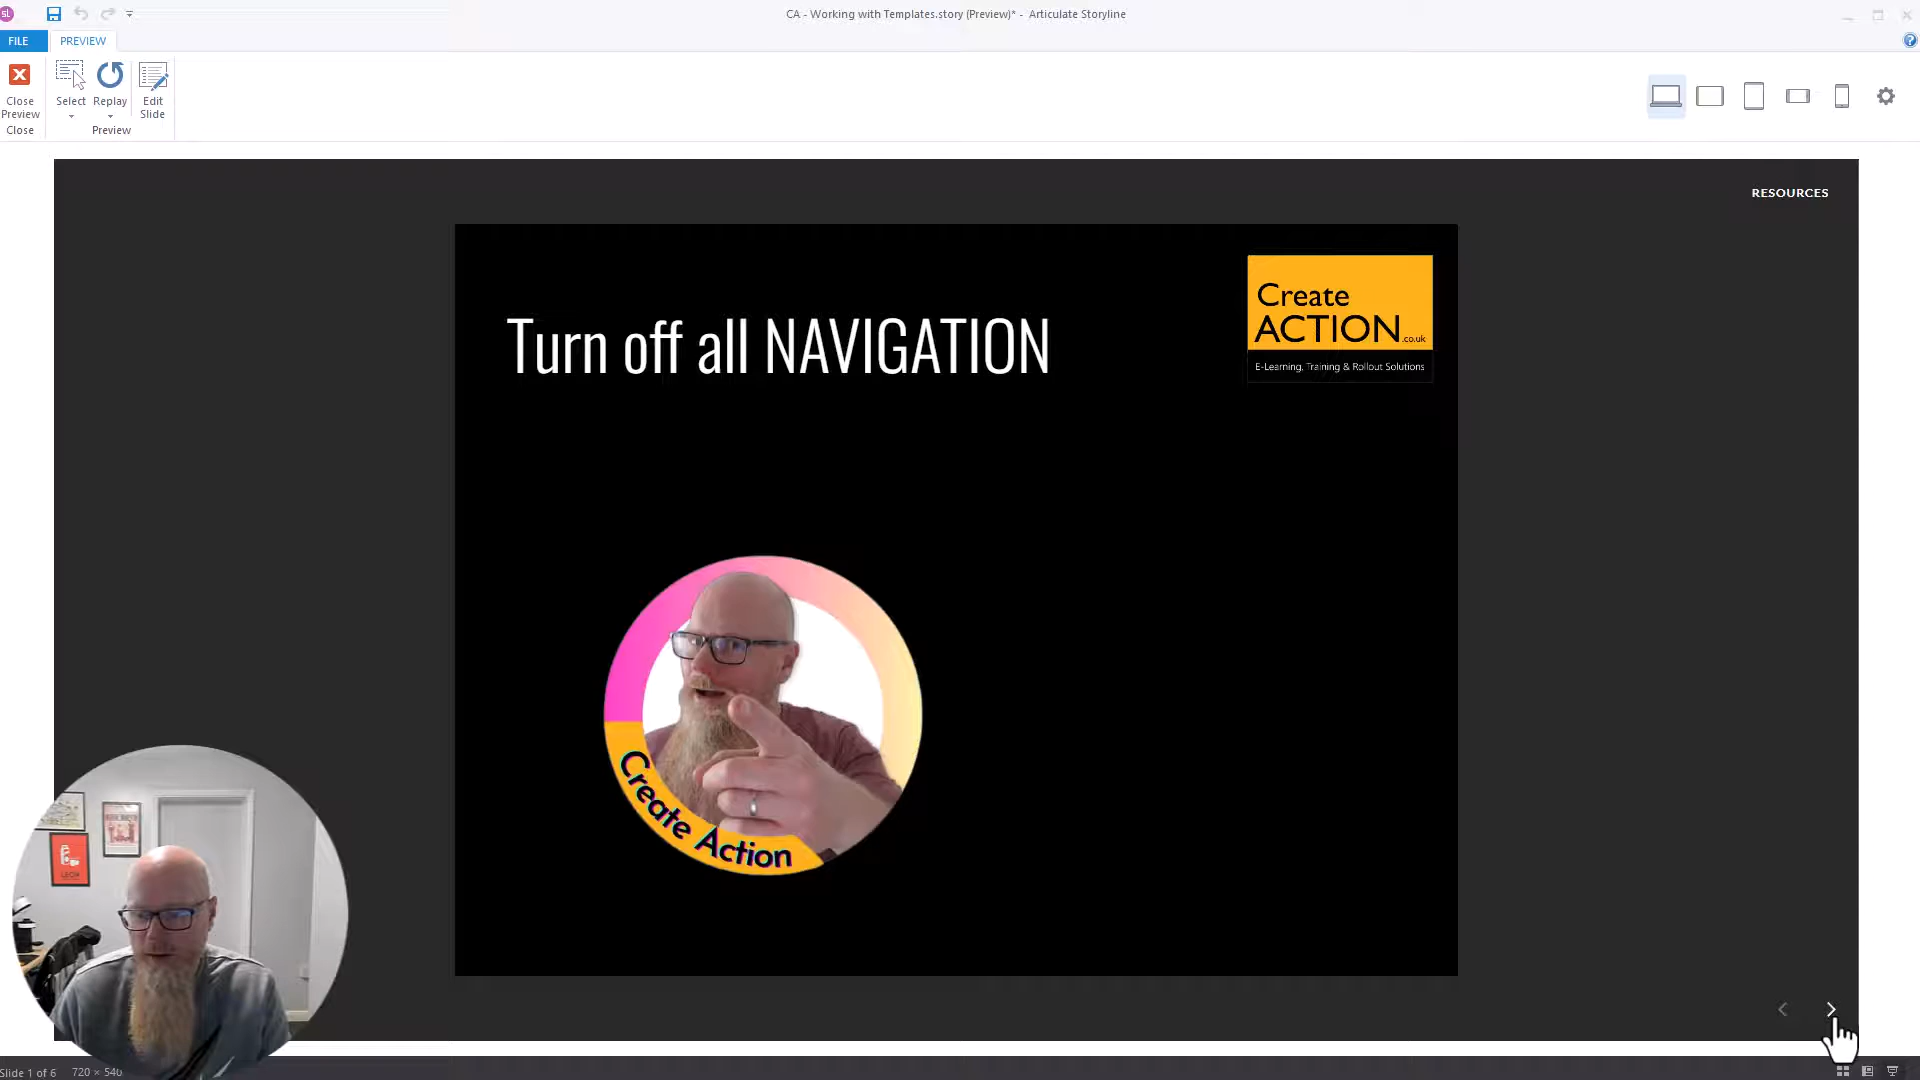 CA - Working with Templates.story (Preview)* -  Articulate Storyline
FILE
PREVIEW
Close
Preview
Select
Replay
Edit
Slide
Close
Preview
RESOURCES
Turn off all NAVIGATION
Create
ACTION.co.uk
E-Learning, Training & Rollout Solutions
Create Action
LEON
Slide 1 of 6
720 × 540